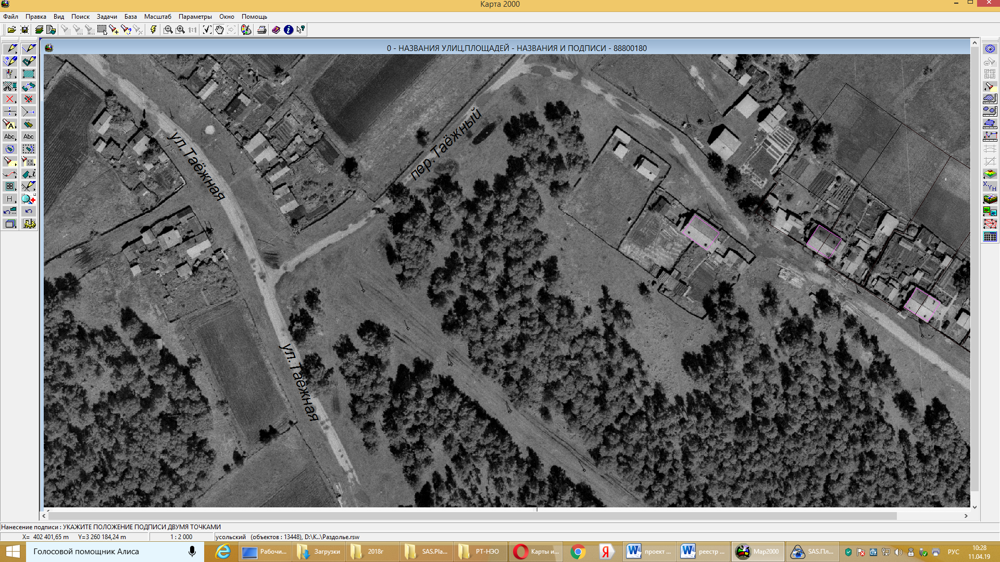 Карта 2000
Файл Правка Вид Поиск Задачи База Масштаб Параметры Окно Помощь
1:1
0 - НАЗВАНИЯ УЛИЦ,ПЛОЩАДЕЙ - НАЗВАНИЯ И ПОДПИСИ - 88800180
Abc Abc
H
ул.Таёжная
пер.Таёжный
ул.Таёжная
Нанесение подписи : УКАЖИТЕ ПОЛОЖЕНИЕ ПОДПИСИ ДВУМЯ ТОЧКАМИ
X= 402 401,65 m Y=3 260 184,24 m 1 : 2 000 усольский (объектов : 13448), D:\K..\Раздолье.rsw
Голосовой помощник Алиса Рабочи... Загрузки 2018г SAS.Pla... РТ-НЭО Карты и... проект ... реестр ... Map2000 SAS.Пл... РУС 10:28
11.04.19